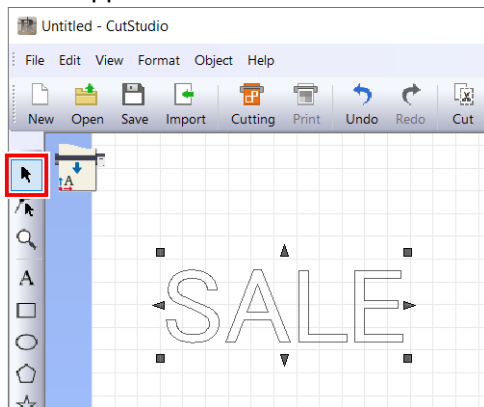 Untitled - CutStudio
File Edit View Format Object Help
New Open Save Import Cutting Print Undo Redo Cut
A
A
SALE